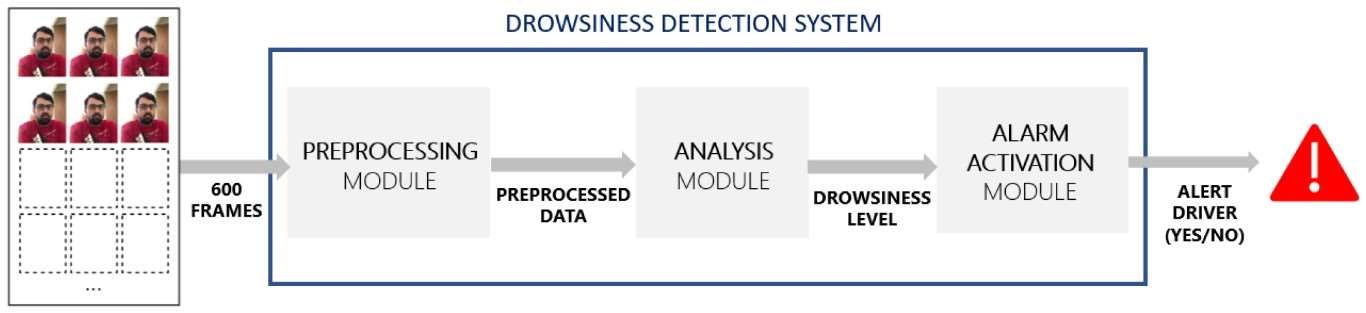 DROWSINESS DETECTION SYSTEM
600
FRAMES
PREPROCESSING
MODULE
PREPROCESSED
DATA
ANALYSIS
MODULE
DROWSINESS
LEVEL
ALARM
ACTIVATION
MODULE
ALERT
DRIVER
(YES/NO)
...